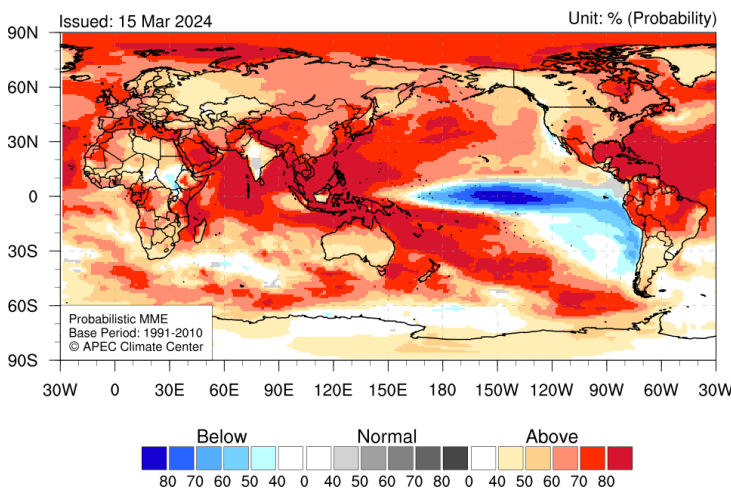 Issued: 15 Mar 2024 Unit: % (Probability)
90N
60N
30N
0
30S
60S
90S
Probabilistic MME
Base Period: 1991-2010
© APEC Climate Center
30W 0 30E 60E 90E 120E 150E 180 150W 120W 90W 60W 30W
Below Normal Above
80 70 60 50 40 0 40 50 60 70 80 0 40 50 60 70 80